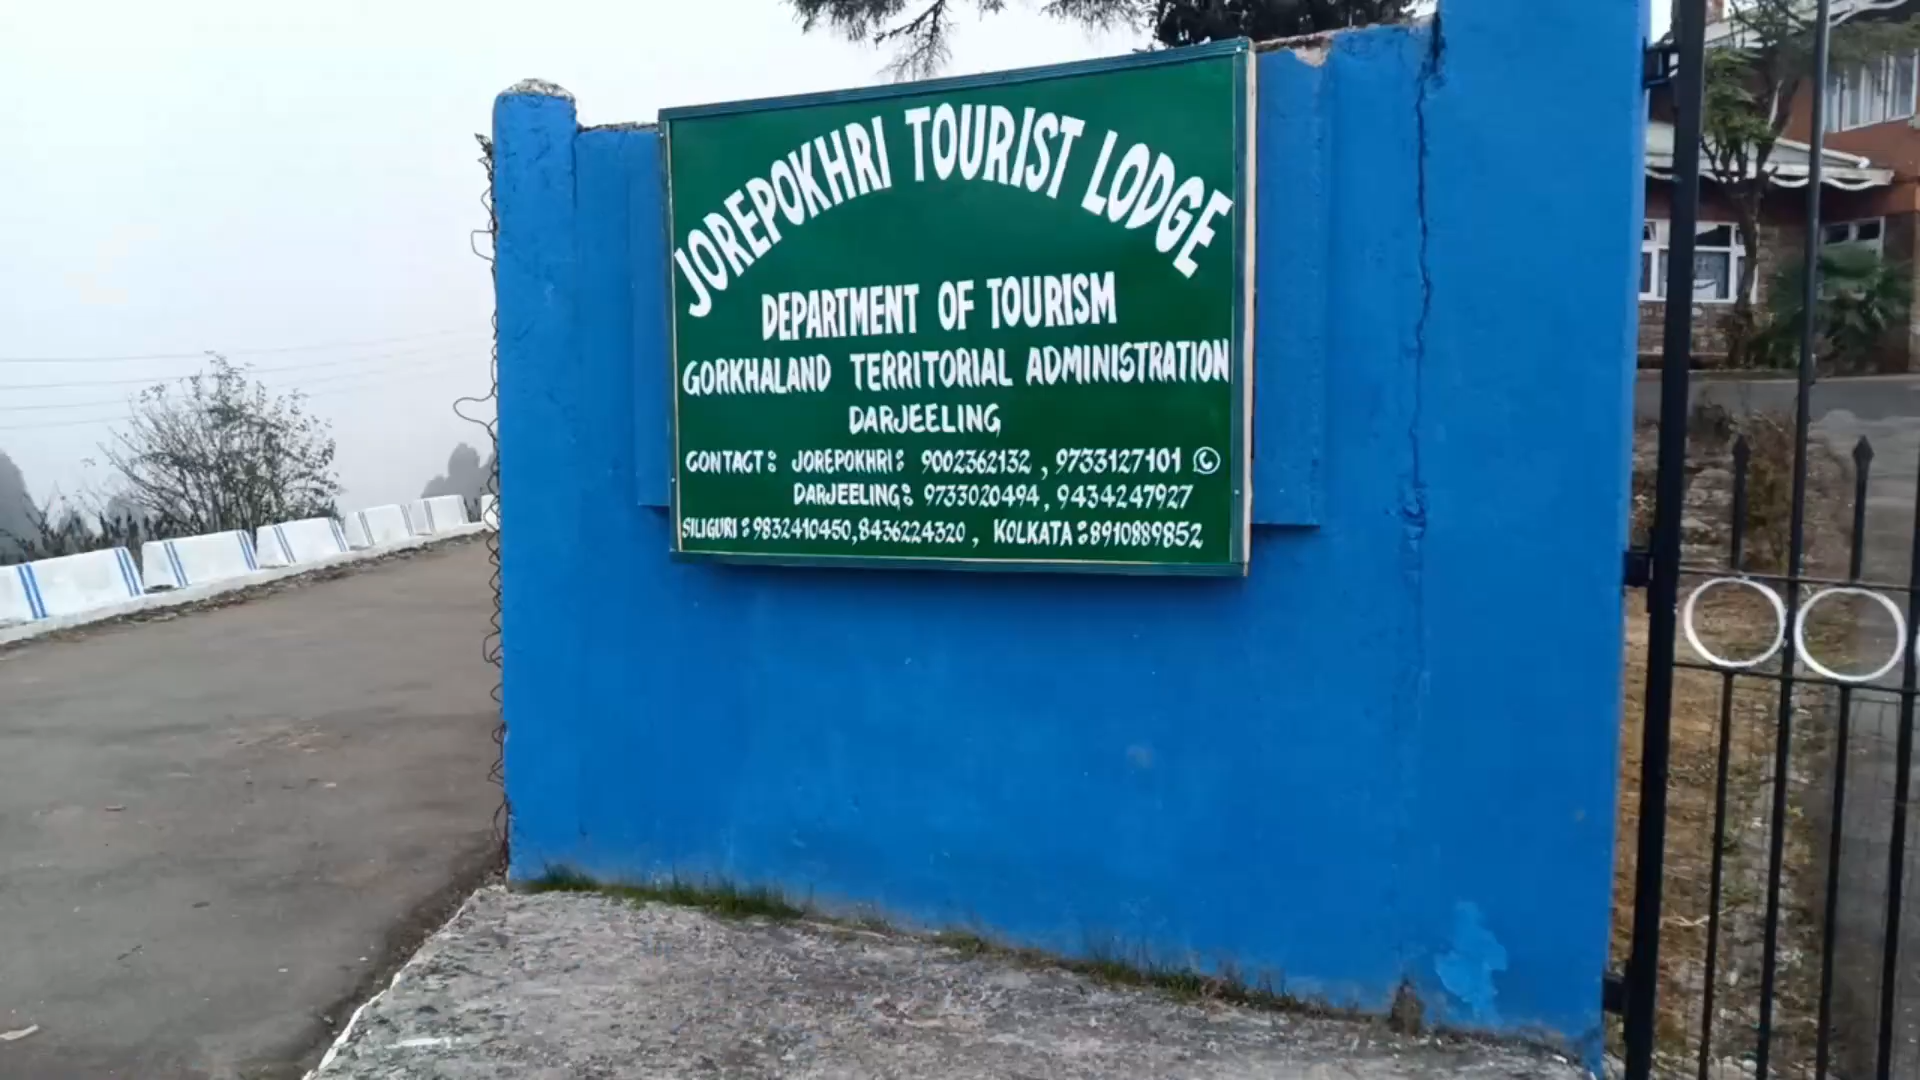 JOREPOKHRI TOURIST LODGE
DEPARTMENT OF TOURISM
GORKHALAND TERRITORIAL ADMINISTRATION
DARJEELING
CONTACT: JOREPOKHRI: 9002362132, 9733127101
DARJEELING: 9733020494, 9434247927
SILIGURI: 9832410450, 8436224320, KOLKATA: 8910889852